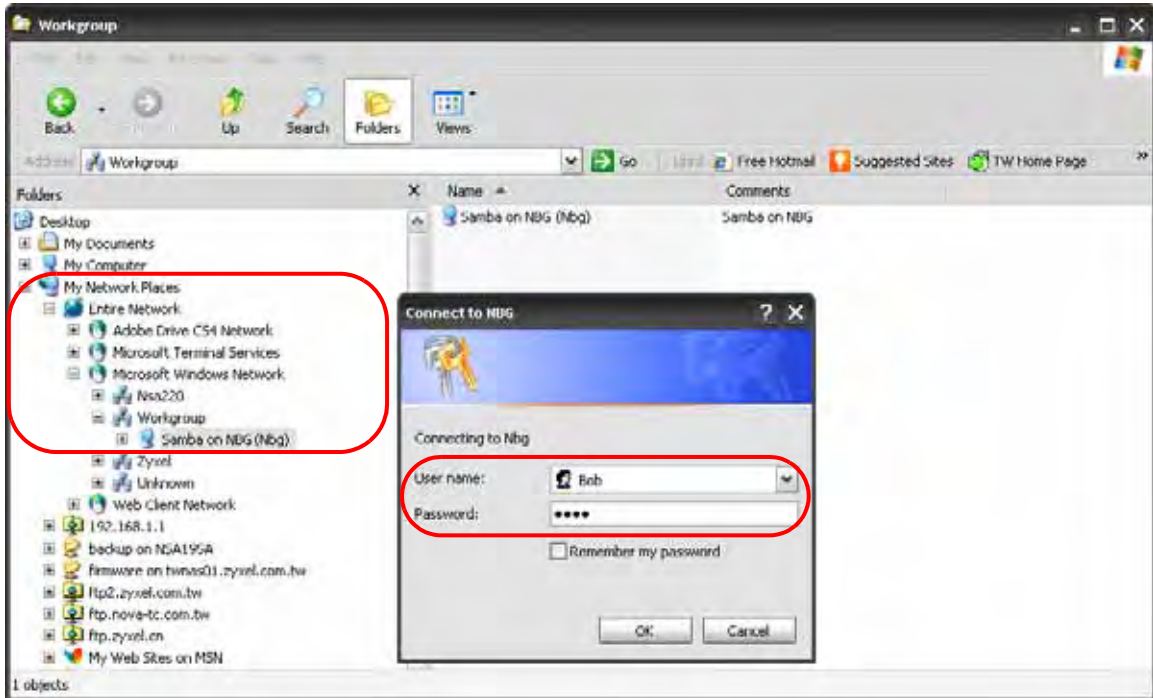 Workgroup
Back
Up
Search
Folders
Views
Address
Workgroup
Go
Free Hotmail
Suggested Sites
TW Home Page
»
Folders
X
Name
Comments
Desktop
My Documents
My Computer
My Network Places
Entire Network
Adobe Drive CS4 Network
Microsoft Terminal Services
Microsoft Windows Network
Nsa220
Workgroup
Samba on NBG (Nbg)
Zyxel
Unknown
Web Client Network
192.168.1.1
backup on NSA195A
firmware on twnas01.zyxel.com.tw
ftp2.zyxel.com.tw
ftp.nova-tc.com.tw
ftp.zyxel.cn
My Web Sites on MSN
Samba on NBG (Nbg)
Samba on NBG
Connect to NBG
Connecting to Nbg
User name:
Bob
Password:
••••
Remember my password
OK
Cancel
1 objects